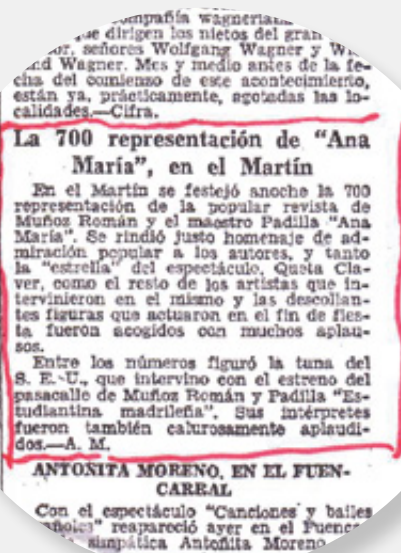 ompañía wagneriana
ue dirigen los nietos del gran
or, señores Wolfgang Wagner y
nd Wagner. Mes y medio antes de la fe-
cha del comienzo de este acontecimiento,
están ya, prácticamente, agotadas las lo-
calidades.—Cifra.
La 700 representación de "Ana
María", en el Martín
En el Martín se festejó anoche la 700
representación de la popular revista de
Muñoz Román y el maestro Padilla "Ana
María". Se rindió justo homenaje de ad-
miración popular a los autores, y tanto
la "estrella" del espectáculo, Queta Cla-
ver, como el resto de los artistas que in-
tervinieron en el mismo y las descollan-
tes figuras que actuaron en el fin de fies-
ta fueron acogidos con muchos aplau-
sos.
Entre los números figuró la tuna del
S. E. U., que intervino con el estreno del
pasacalle de Muñoz Román y Padilla "Es-
tudiantina madrileña". Sus intérpretes
fueron también calurosamente aplaudi-
dos.—A. M.
ANTOÑITA MORENO, EN EL FUEN-
CARRAL
Con el espectáculo "Canciones y bailes
reapareció ayer en el Fuenca
simpática Antoñita Moreno